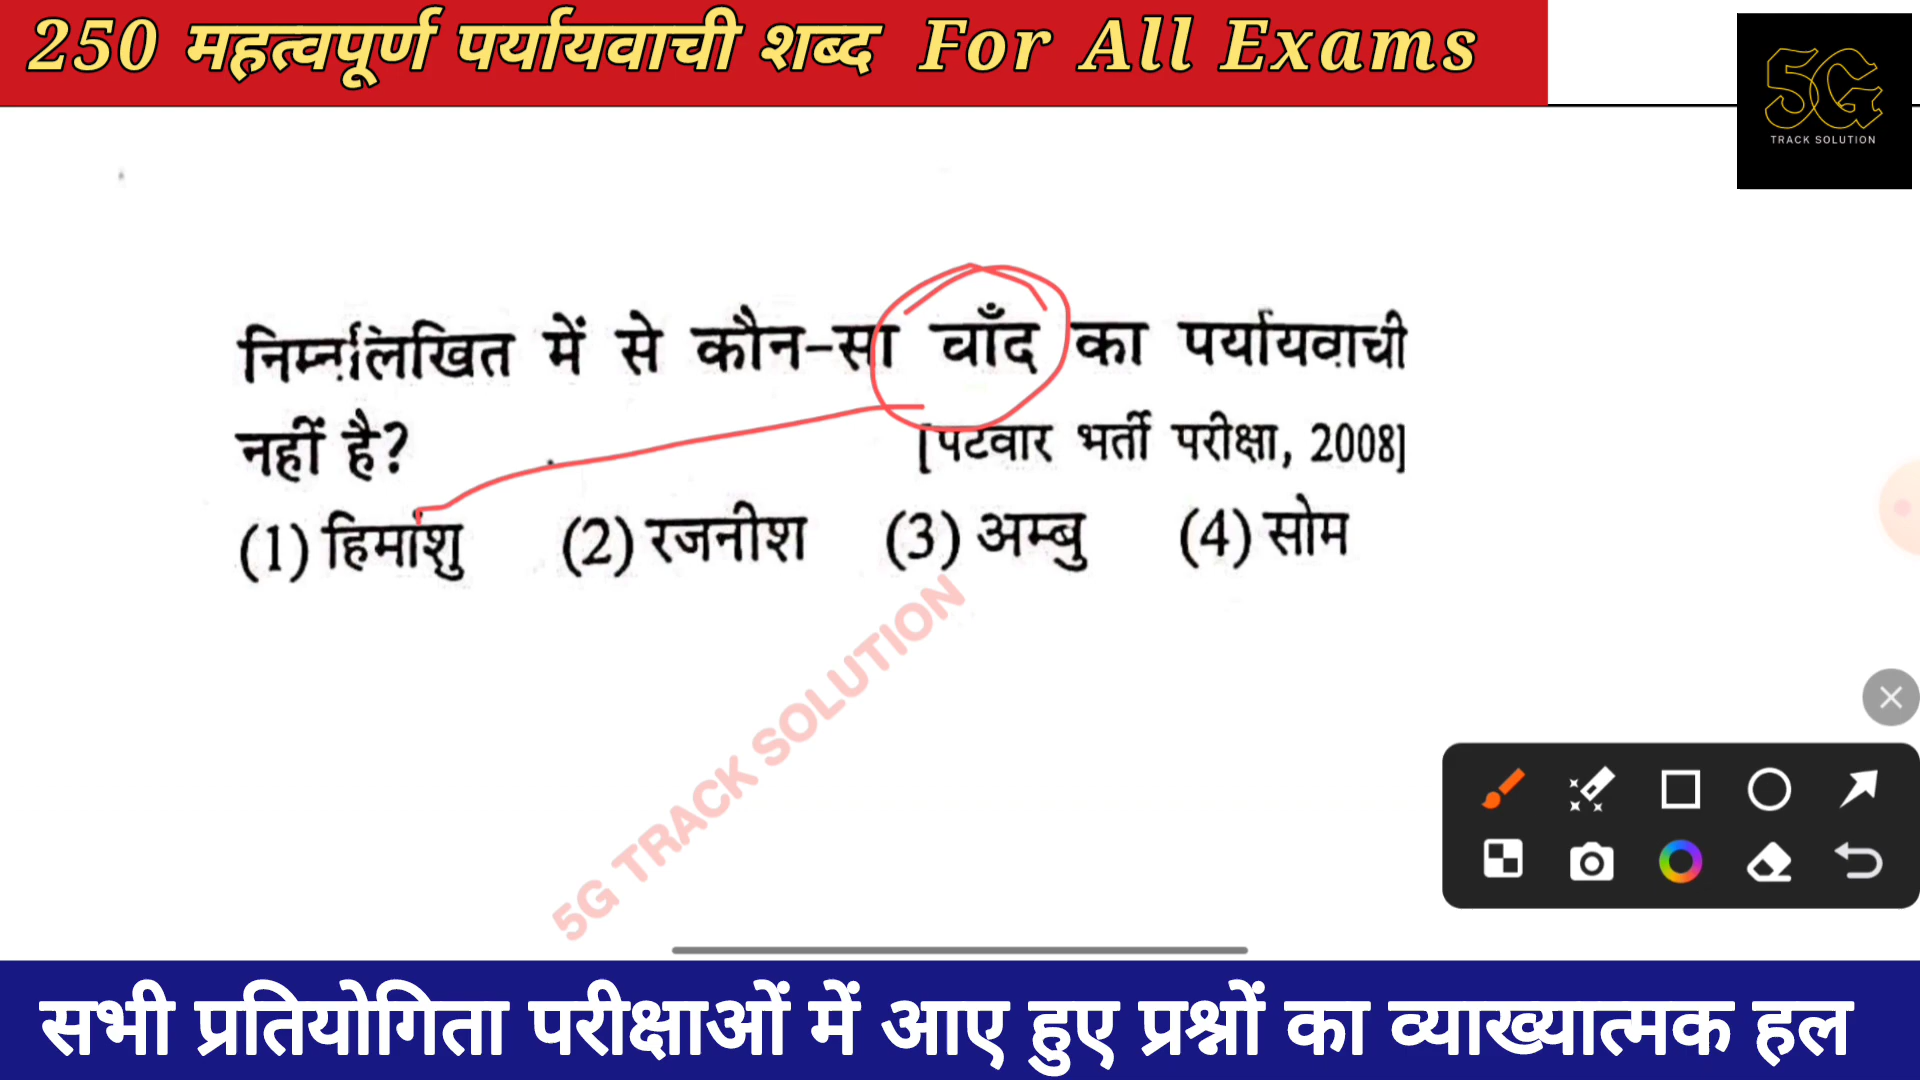 250 महत्वपूर्ण पर्यायवाची शब्द For All Exams
5G
TRACK SOLUTION
निम्नलिखित में से कौन-सा चाँद का पर्यायवाची
नहीं है? [पटवार भर्ती परीक्षा, 2008]
(1) हिमांशु (2) रजनीश (3) अम्बु (4) सोम
5G TRACK SOLUTION
सभी प्रतियोगिता परीक्षाओं में आए हुए प्रश्नों का व्याख्यात्मक हल